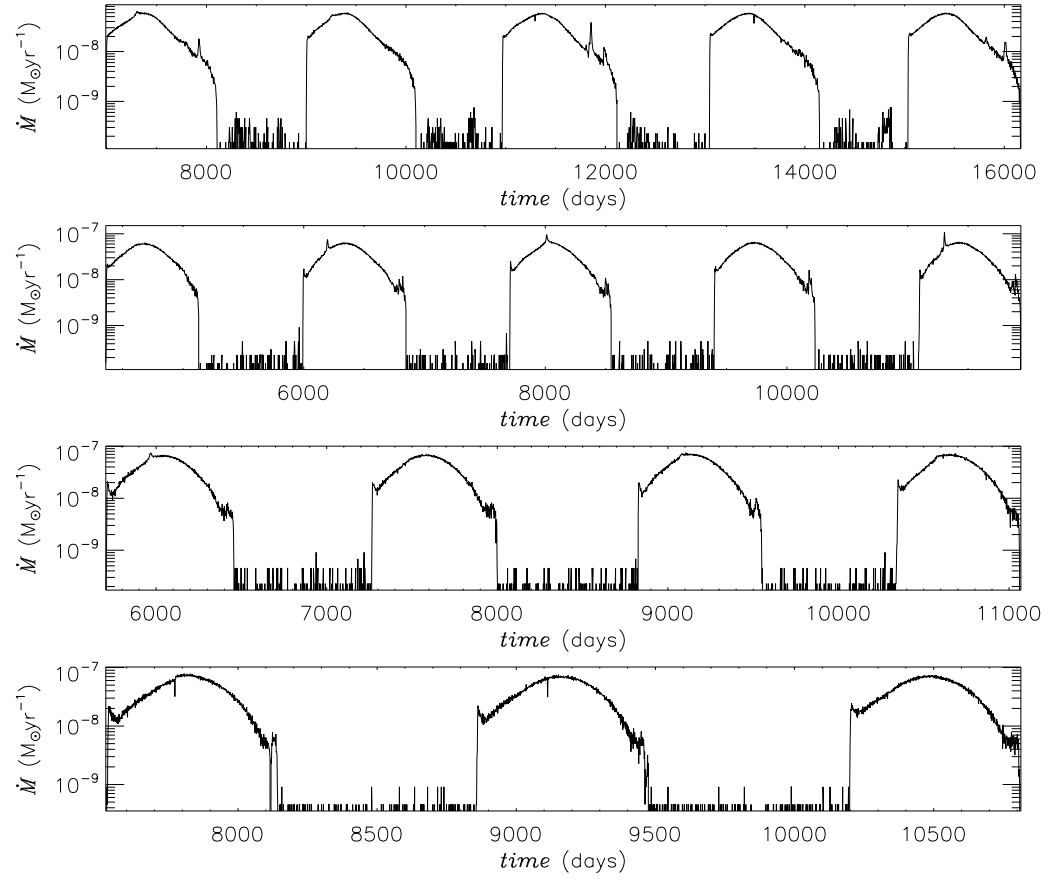 Ṁ (M⊙yr⁻¹)
10⁻⁸
10⁻⁹
8000 10000 12000 14000 16000
time (days)
Ṁ (M⊙yr⁻¹)
10⁻⁷
10⁻⁸
10⁻⁹
6000 8000 10000
time (days)
Ṁ (M⊙yr⁻¹)
10⁻⁷
10⁻⁸
10⁻⁹
6000 7000 8000 9000 10000 11000
time (days)
Ṁ (M⊙yr⁻¹)
10⁻⁷
10⁻⁸
10⁻⁹
8000 8500 9000 9500 10000 10500
time (days)